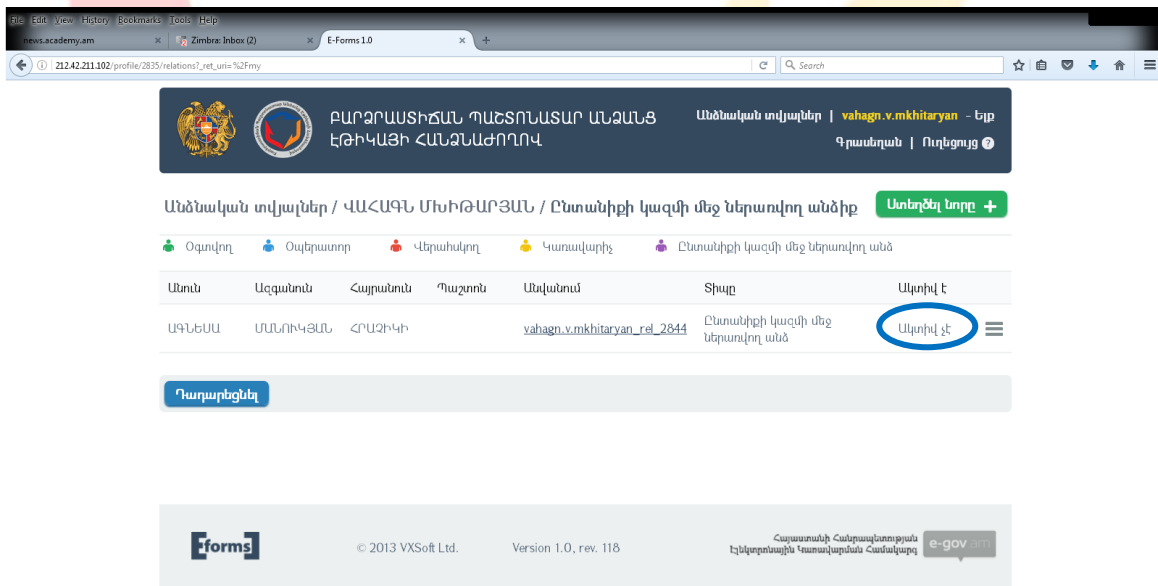 File Edit View History Bookmarks Tools Help
news.academy.am × Zimbra: Inbox (2) × E-Forms 1.0 × +
212.42.211.102/profile/2835/relations?_ret_uri=%2Fmy Search
ԲԱՐՁՐԱՍՏԻՃԱՆ ՊԱՇՏՈՆԱՏԱՐ ԱՆՁԱՆՑ
ԷԹԻԿԱՅԻ ՀԱՆՁՆԱԺՈՂՈՎ
Անձնական տվյալներ | vahagn.v.mkhitaryan - Ելք
Գրասեղան | Ուղեցույց ?
Անձնական տվյալներ / ՎԱՀԱԳՆ ՄԽԻԹԱՐՅԱՆ / Ընտանիքի կազմի մեջ ներառվող անձիք
Ստեղծել նորը +
Օգտվող Օպերատոր Վերահսկող Կառավարիչ Ընտանիքի կազմի մեջ ներառվող անձ
Անուն Ազգանուն Հայրանուն Պաշտոն Անվանում Տիպը Ակտիվ է
ԱԳՆԵՍԱ ՄԱՆՈՒԿՅԱՆ ՀՐԱՉԻԿԻ vahagn.v.mkhitaryan_rel_2844 Ընտանիքի կազմի մեջ
ներառվող անձ Ակտիվ չէ
Դադարեցնել
Eforms © 2013 VXSoft Ltd. Version 1.0, rev. 118
Հայաստանի Հանրապետության
Էլեկտրոնային Կառավարման Համակարգ
e-gov.am